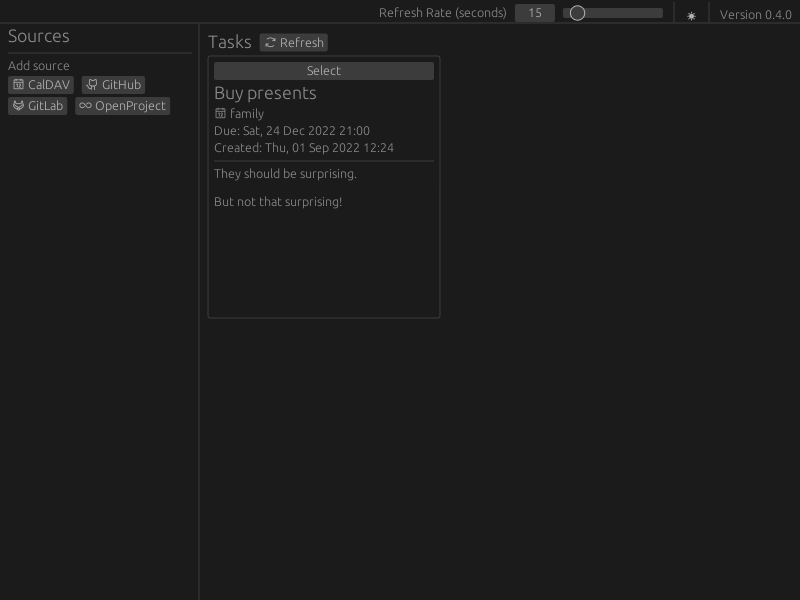 Refresh Rate (seconds) 15 Version 0.4.0
Sources
Add source
CalDAV GitHub
GitLab OpenProject
Tasks Refresh
Select
Buy presents
family
Due: Sat, 24 Dec 2022 21:00
Created: Thu, 01 Sep 2022 12:24
They should be surprising.
But not that surprising!